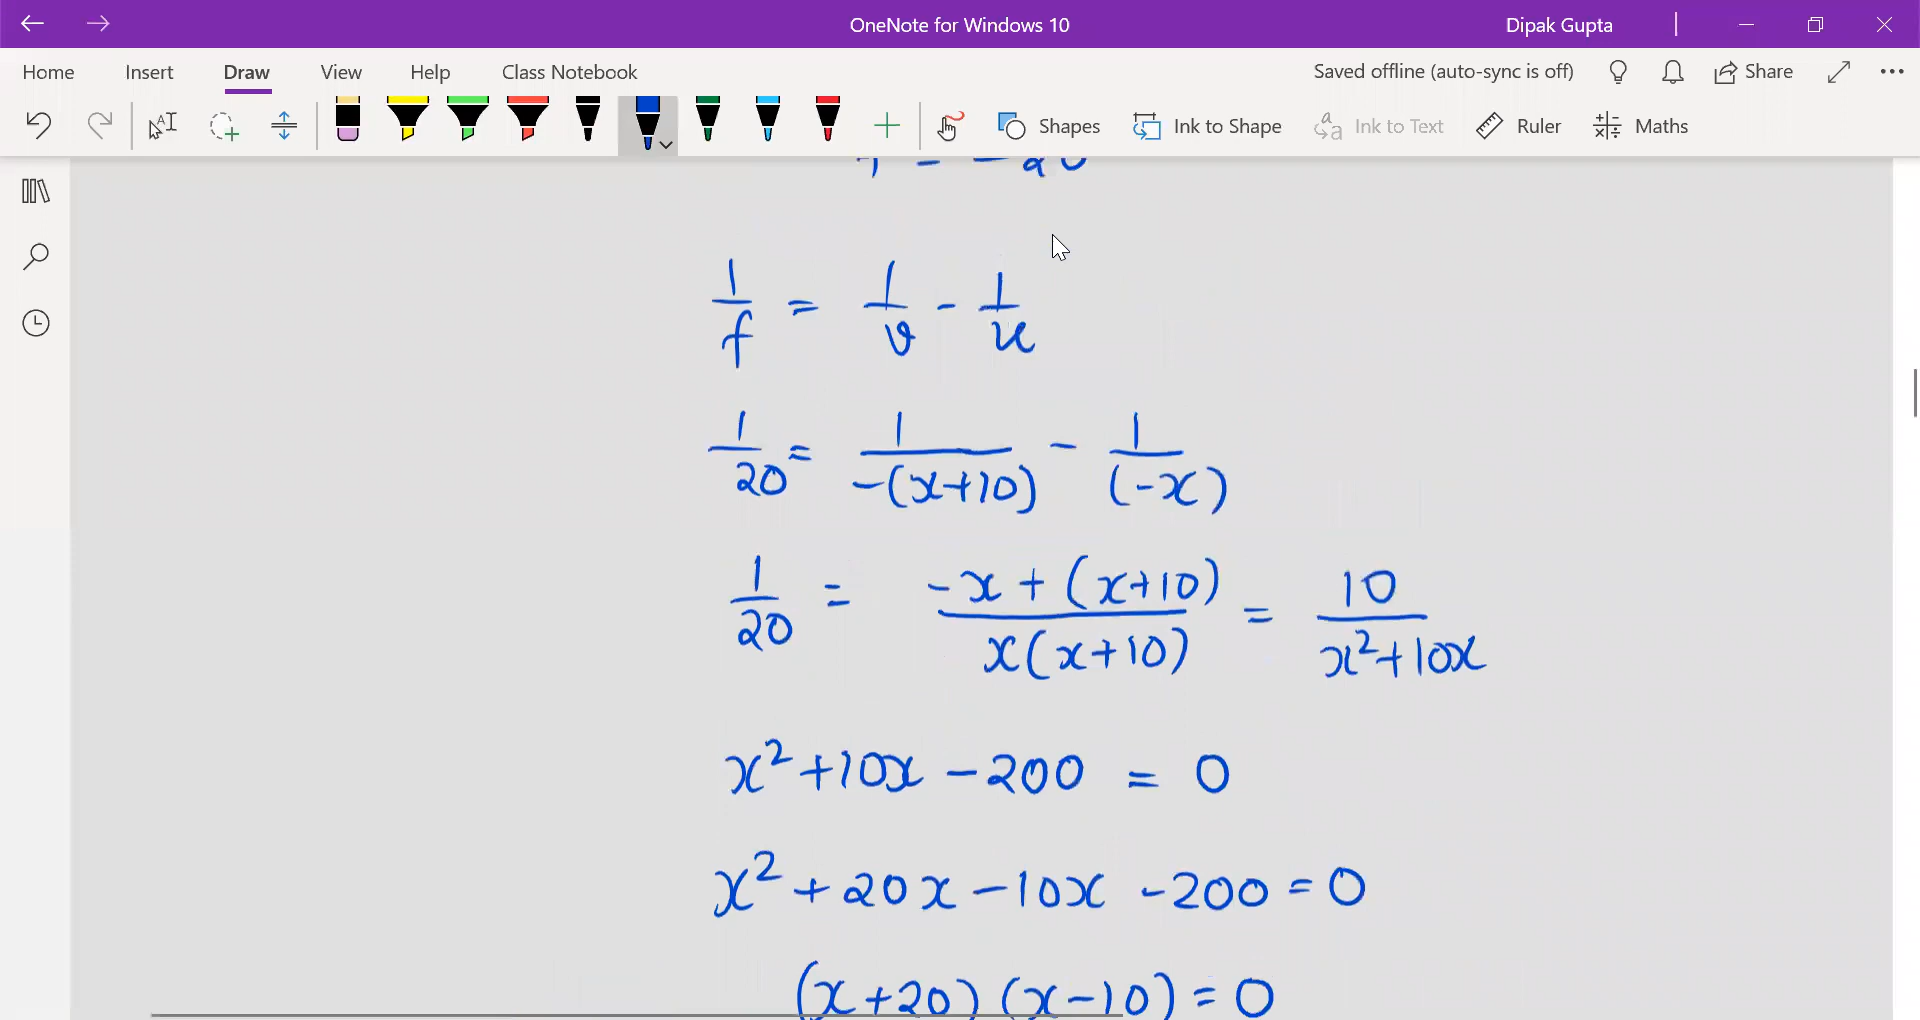 OneNote for Windows 10 Dipak Gupta
Home Insert Draw View Help Class Notebook Saved offline (auto-sync is off) Share
Shapes Ink to Shape Ink to Text Ruler Maths
1/f = 1/v - 1/u
1/20 = 1/-(x+10) - 1/(-x)
1/20 = -x + (x+10)/x(x+10) = 10/x²+10x
x²+10x-200 = 0
x² + 20x - 10x - 200 = 0
(x+20) (x-10) = 0